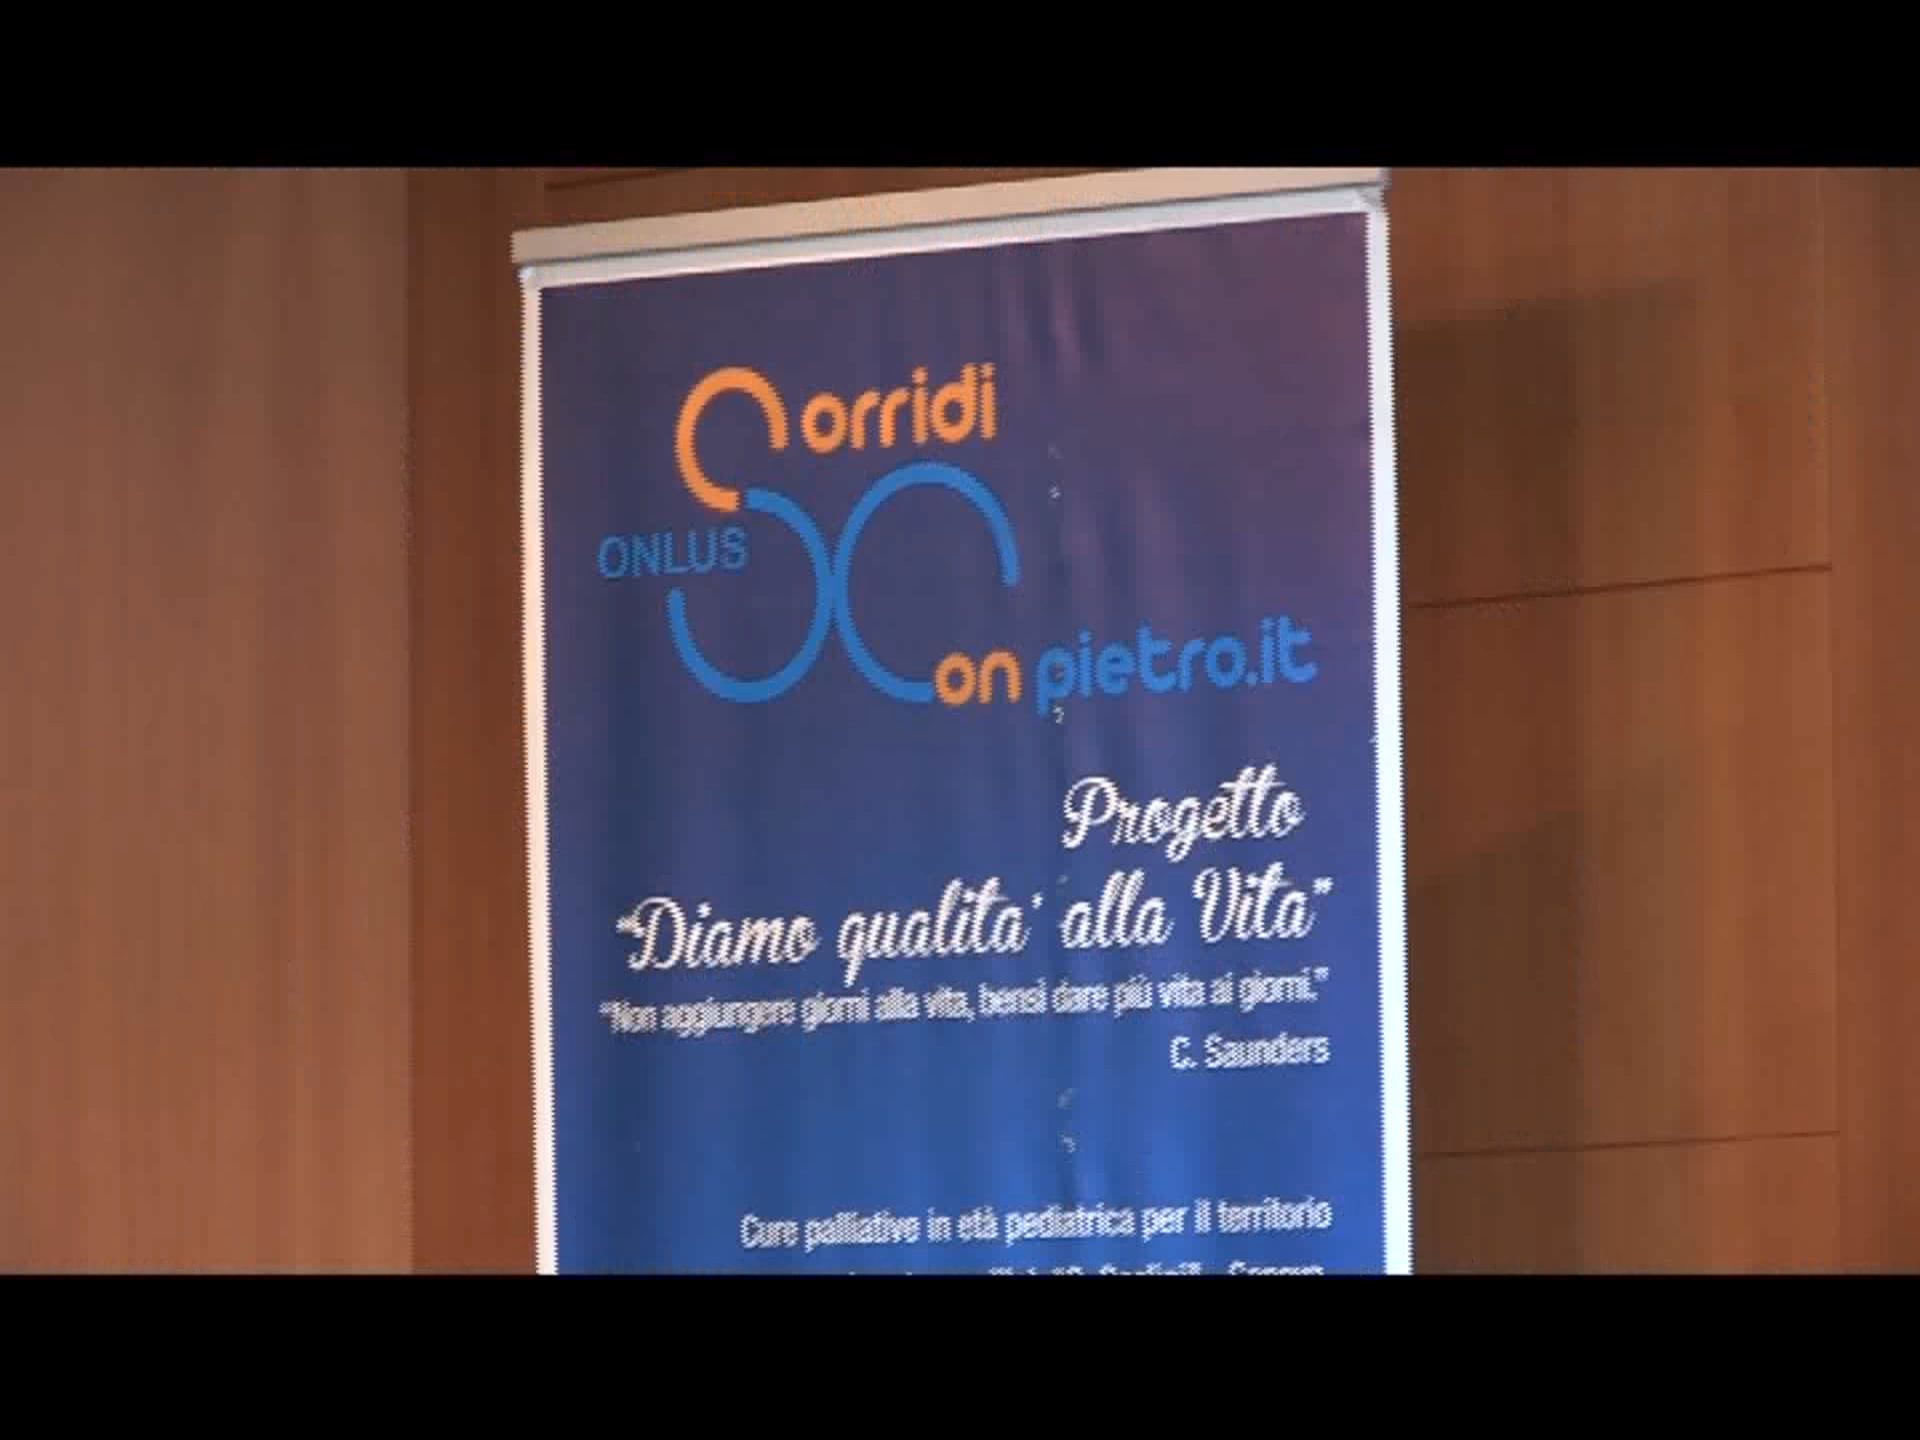 Sorridi
ONLUS
Con pietro.it
Progetto
"Diamo qualita' alla Vita"
"Non aggiungere giorni alla vita, bensì dare più vita ai giorni."
C. Saunders
Cure palliative in età pediatrica per il territorio